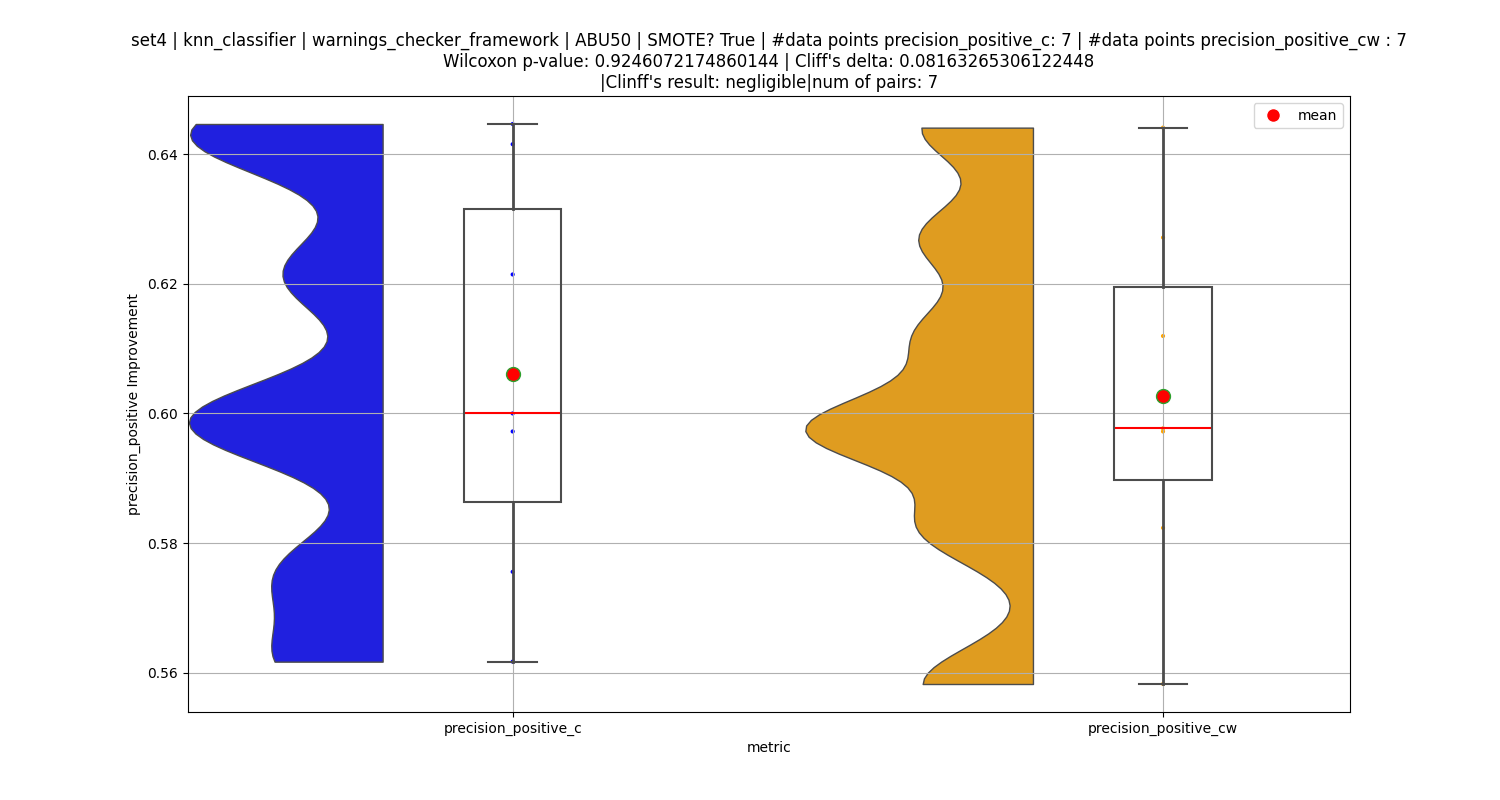 set4 | knn_classifier | warnings_checker_framework | ABU50 | SMOTE? True | #data points precision_positive_c: 7 | #data points precision_positive_cw : 7
Wilcoxon p-value: 0.9246072174860144 | Cliff's delta: 0.08163265306122448
|Clinff's result: negligible|num of pairs: 7
mean
0.64
0.62
0.60
0.58
0.56
precision_positive Improvement
precision_positive_c
precision_positive_cw
metric